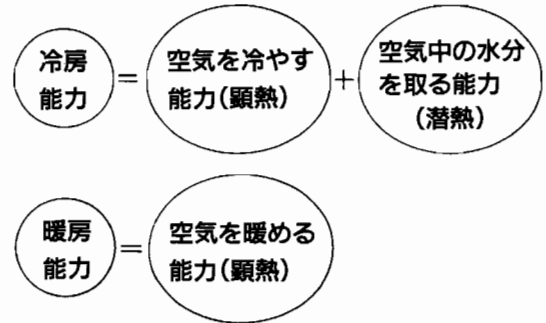 冷房
能力
=
空気を冷やす
能力(顕熱)
+
空気中の水分
を取る能力
(潜熱)
暖房
能力
=
空気を暖める
能力(顕熱)